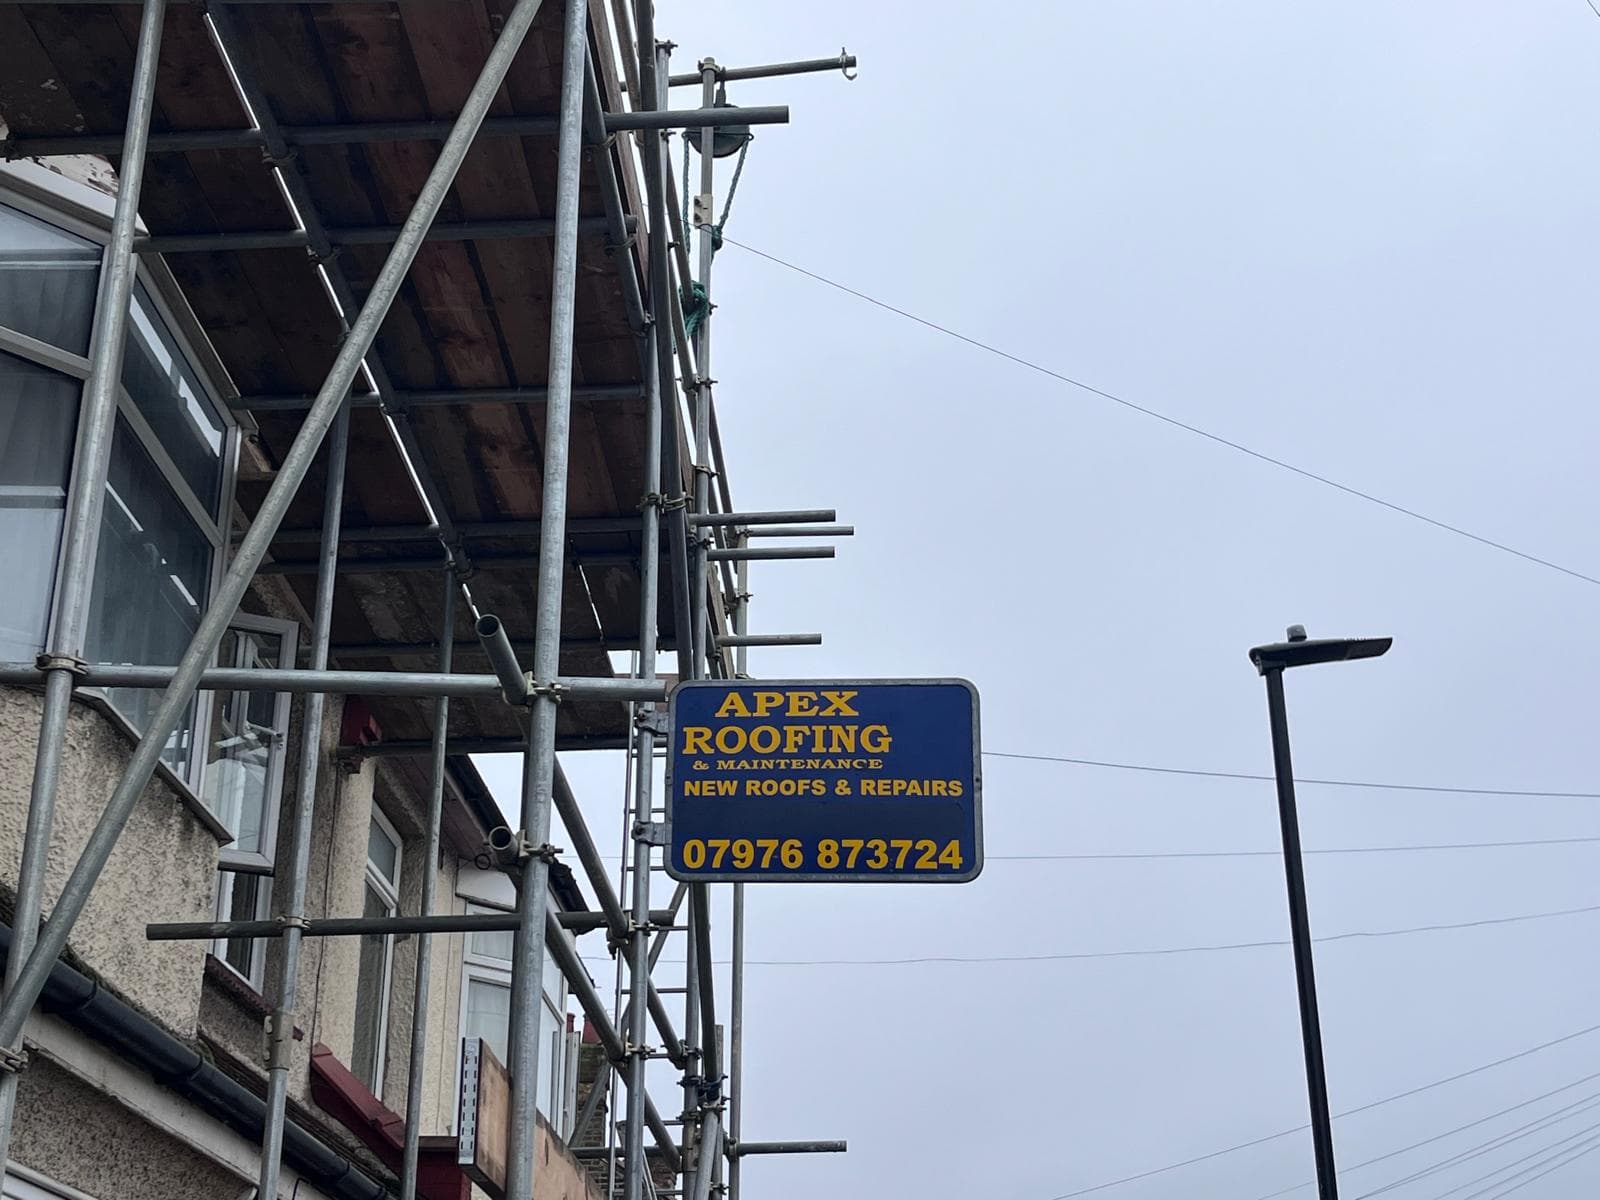 APEX
ROOFING
& MAINTENANCE
NEW ROOFS & REPAIRS
07976 873724